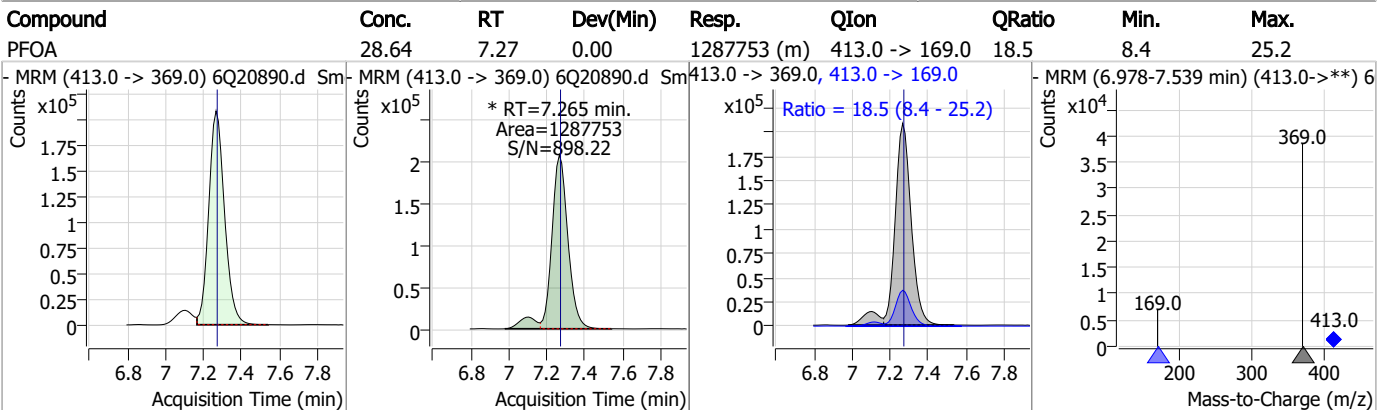 Compound Conc. RT Dev(Min) Resp. QIon QRatio Min. Max.
PFOA 28.64 7.27 0.00 1287753 (m) 413.0 -> 169.0 18.5 8.4 25.2
- MRM (413.0 -> 369.0) 6Q20890.d Sm
Counts
x10⁵
1.75
1.5
1.25
1
0.75
0.5
0.25
0
6.8 7 7.2 7.4 7.6 7.8
Acquisition Time (min)
- MRM (413.0 -> 369.0) 6Q20890.d Sm
Counts
x10⁵
* RT=7.265 min.
Area=1287753
S/N=898.22
2
1.5
1
0.5
0
6.8 7 7.2 7.4 7.6 7.8
Acquisition Time (min)
413.0 -> 369.0, 413.0 -> 169.0
Counts
x10⁵
Ratio = 18.5 (8.4 - 25.2)
1.75
1.5
1.25
1
0.75
0.5
0.25
0
6.8 7 7.2 7.4 7.6 7.8
Acquisition Time (min)
- MRM (6.978-7.539 min) (413.0->**) 6
Counts
x10⁴
369.0
4
3.5
3
2.5
2
1.5
1
0.5
0
169.0
413.0
200 300 400
Mass-to-Charge (m/z)